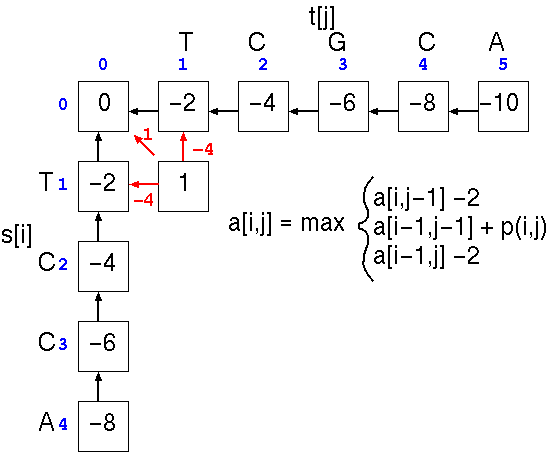 t[j]
T C G C A
0 1 2 3 4 5
0 0 −2 −4 −6 −8 −10
1 −4
T 1 −2 −4 1
a[i,j−1] −2
s[i] a[i,j] = max a[i−1,j−1] + p(i,j)
a[i−1,j] −2
C 2 −4
C 3 −6
A 4 −8